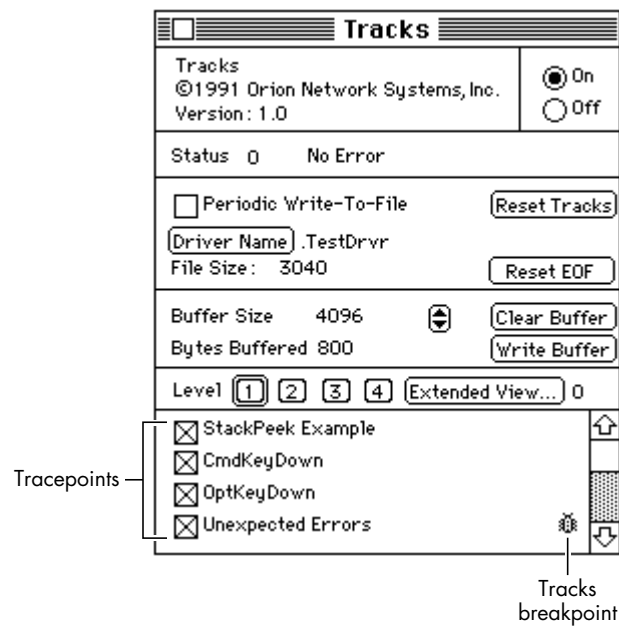 Tracks
Tracks
©1991 Orion Network Systems, Inc.
Version: 1.0
On
Off
Status 0 No Error
Periodic Write-To-File
Reset Tracks
Driver Name .TestDrvr
File Size: 3040
Reset EOF
Buffer Size 4096
Clear Buffer
Bytes Buffered 800
Write Buffer
Level 1 2 3 4 Extended View... 0
StackPeek Example
CmdKeyDown
OptKeyDown
Unexpected Errors
Tracepoints
Tracks
breakpoint